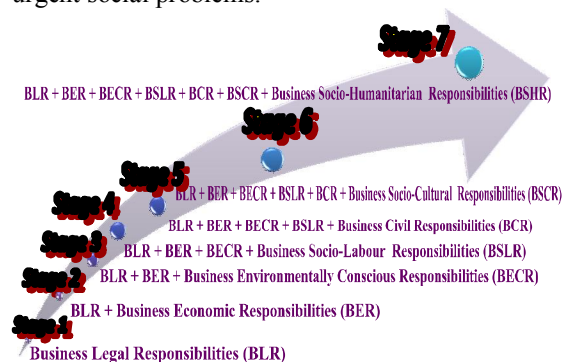 urgent social problems.
Stage 7
BLR + BER + BECR + BSLR + BCR + BSCR + Business Socio-Humanitarian Responsibilities (BSHR)
Stage 6
Stage 5
BLR + BER + BECR + BSLR + BCR + Business Socio-Cultural Responsibilities (BSCR)
Stage 4
BLR + BER + BECR + BSLR + Business Civil Responsibilities (BCR)
Stage 3
BLR + BER + BECR + Business Socio-Labour Responsibilities (BSLR)
Stage 2
BLR + BER + Business Environmentally Conscious Responsibilities (BECR)
BLR + Business Economic Responsibilities (BER)
Stage 1
Business Legal Responsibilities (BLR)